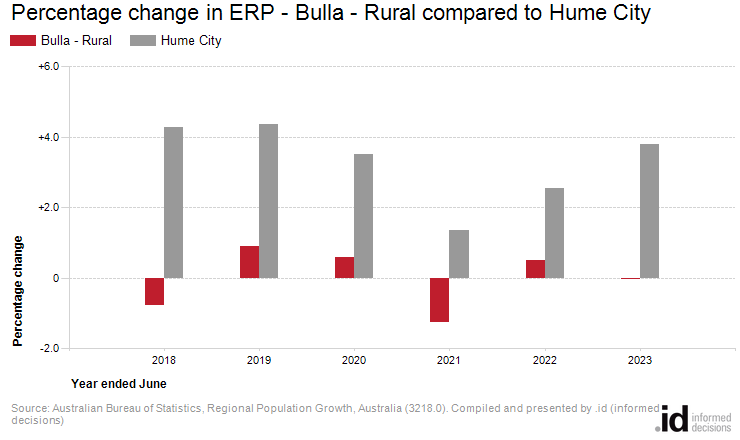 Percentage change in ERP - Bulla - Rural compared to Hume City
Bulla - Rural
Hume City
+6.0
+4.0
+2.0
0
-2.0
Percentage change
2018
2019
2020
2021
2022
2023
Year ended June
Source: Australian Bureau of Statistics, Regional Population Growth, Australia (3218.0). Compiled and presented by .id (informed
decisions)
.id informed
decisions